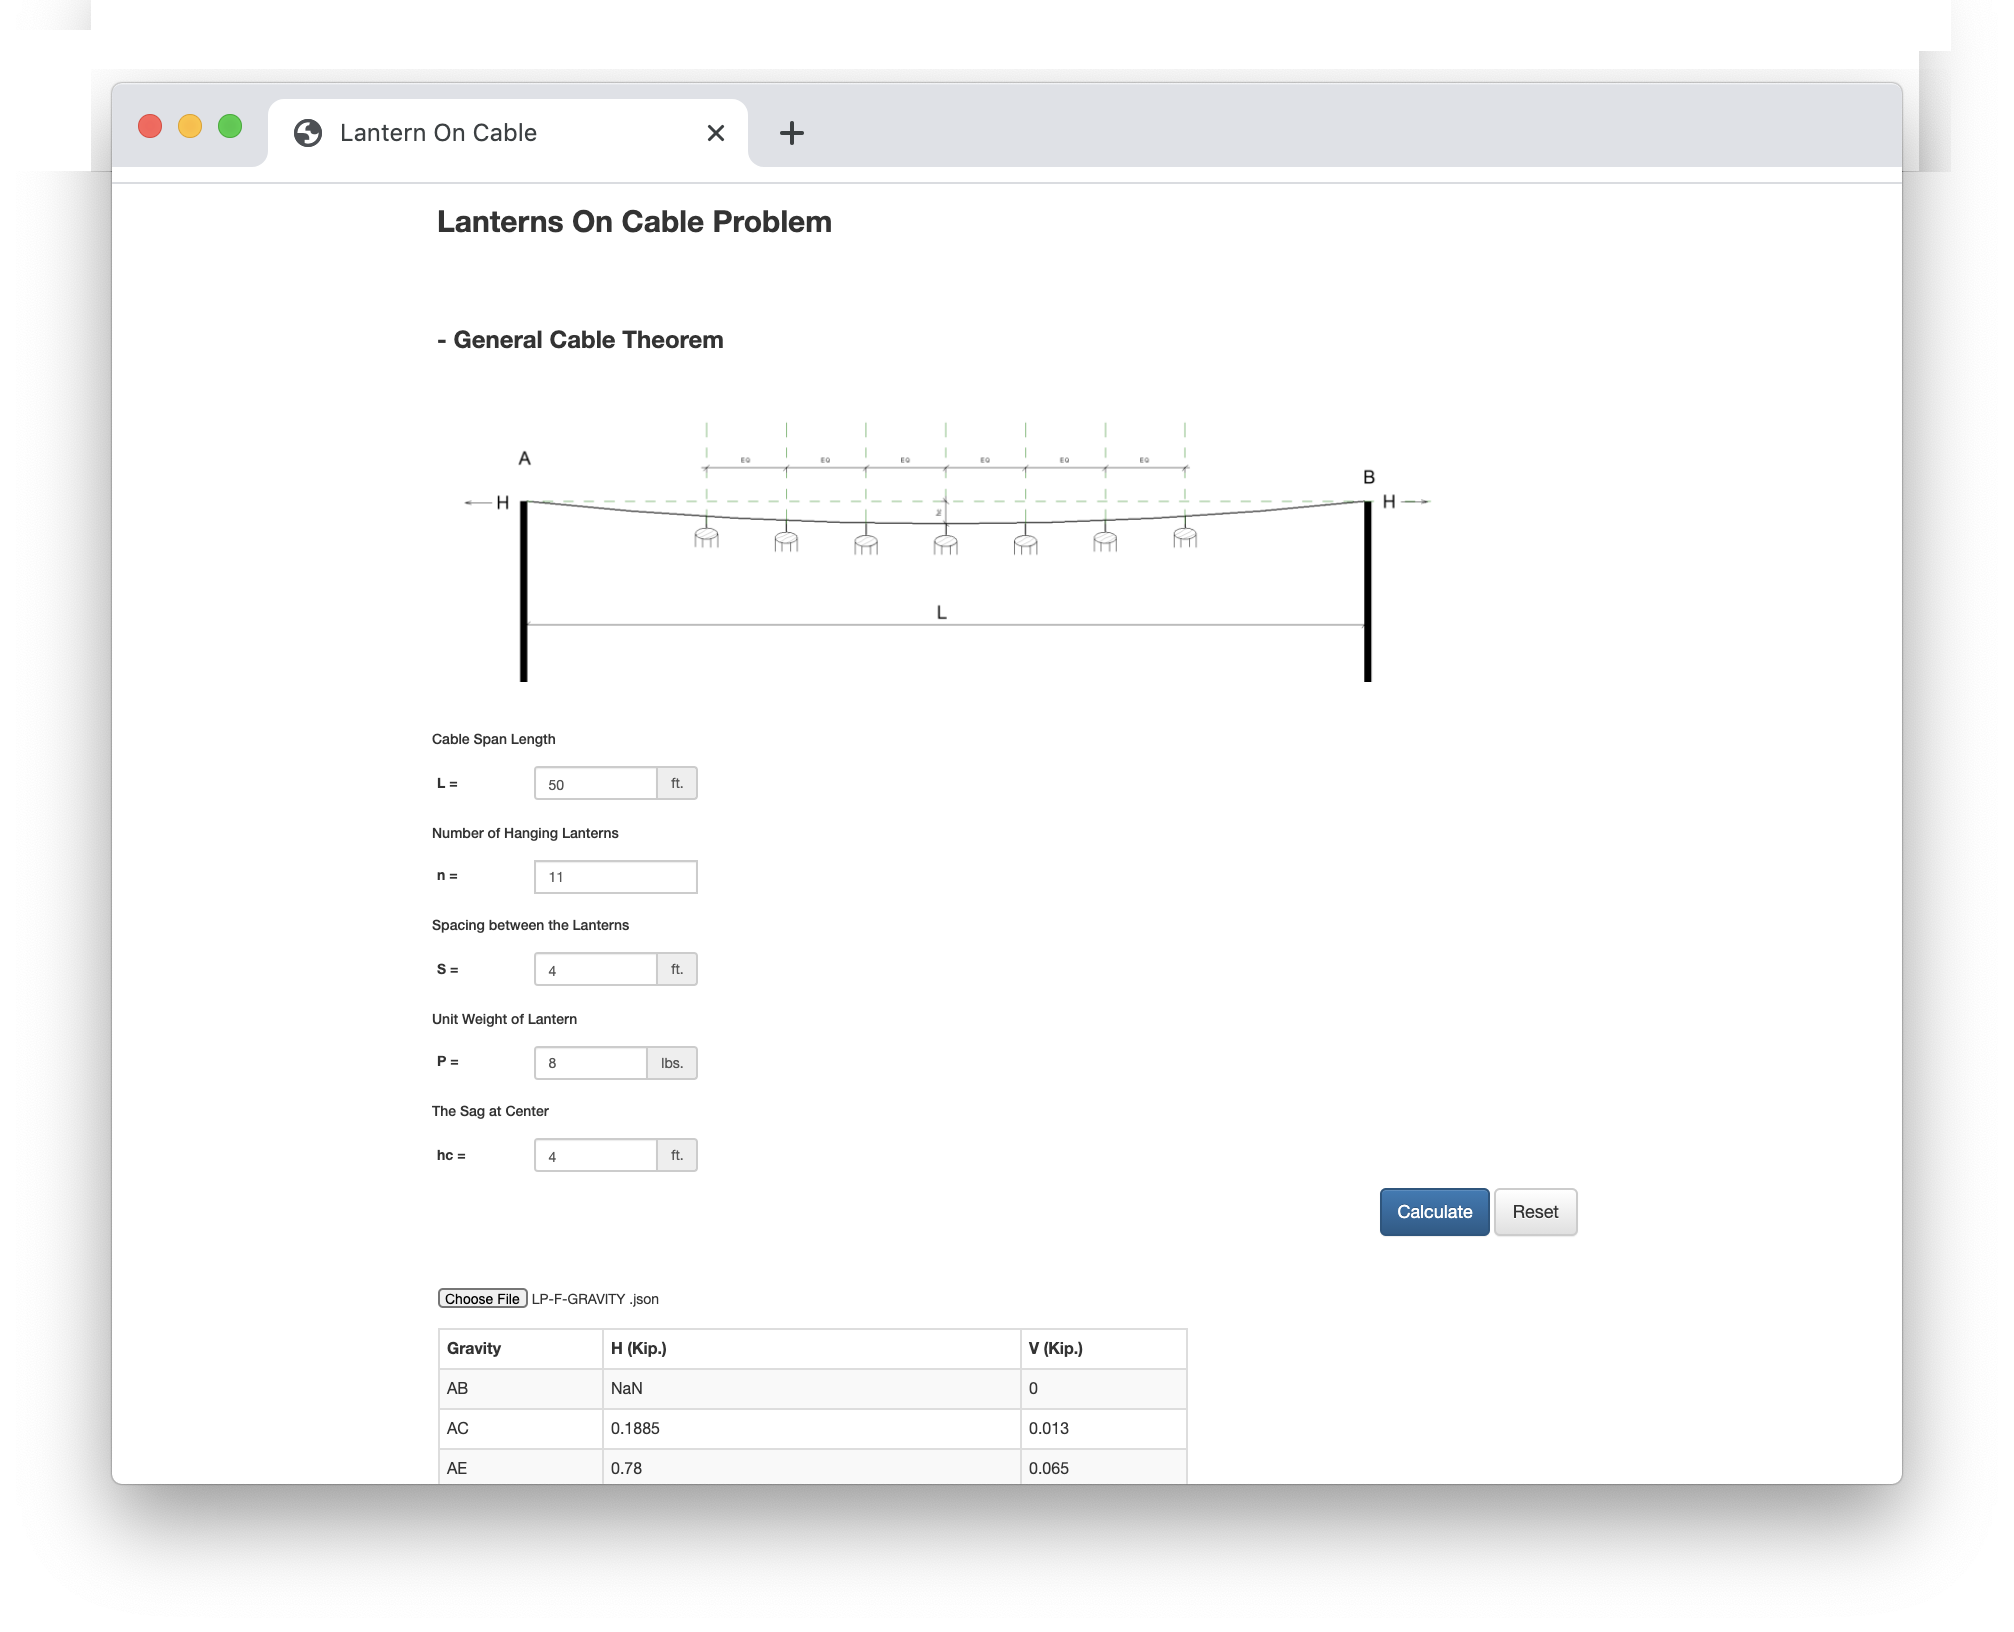 Lantern On Cable
Lanterns On Cable Problem
- General Cable Theorem
EQ EQ EQ EQ EQ EQ
A
B
H
H
hc
L
Cable Span Length
L = 50 ft.
Number of Hanging Lanterns
n = 11
Spacing between the Lanterns
S = 4 ft.
Unit Weight of Lantern
P = 8 lbs.
The Sag at Center
hc = 4 ft.
Calculate Reset
Choose File LP-F-GRAVITY .json
Gravity H (Kip.) V (Kip.)
AB NaN 0
AC 0.1885 0.013
AE 0.78 0.065